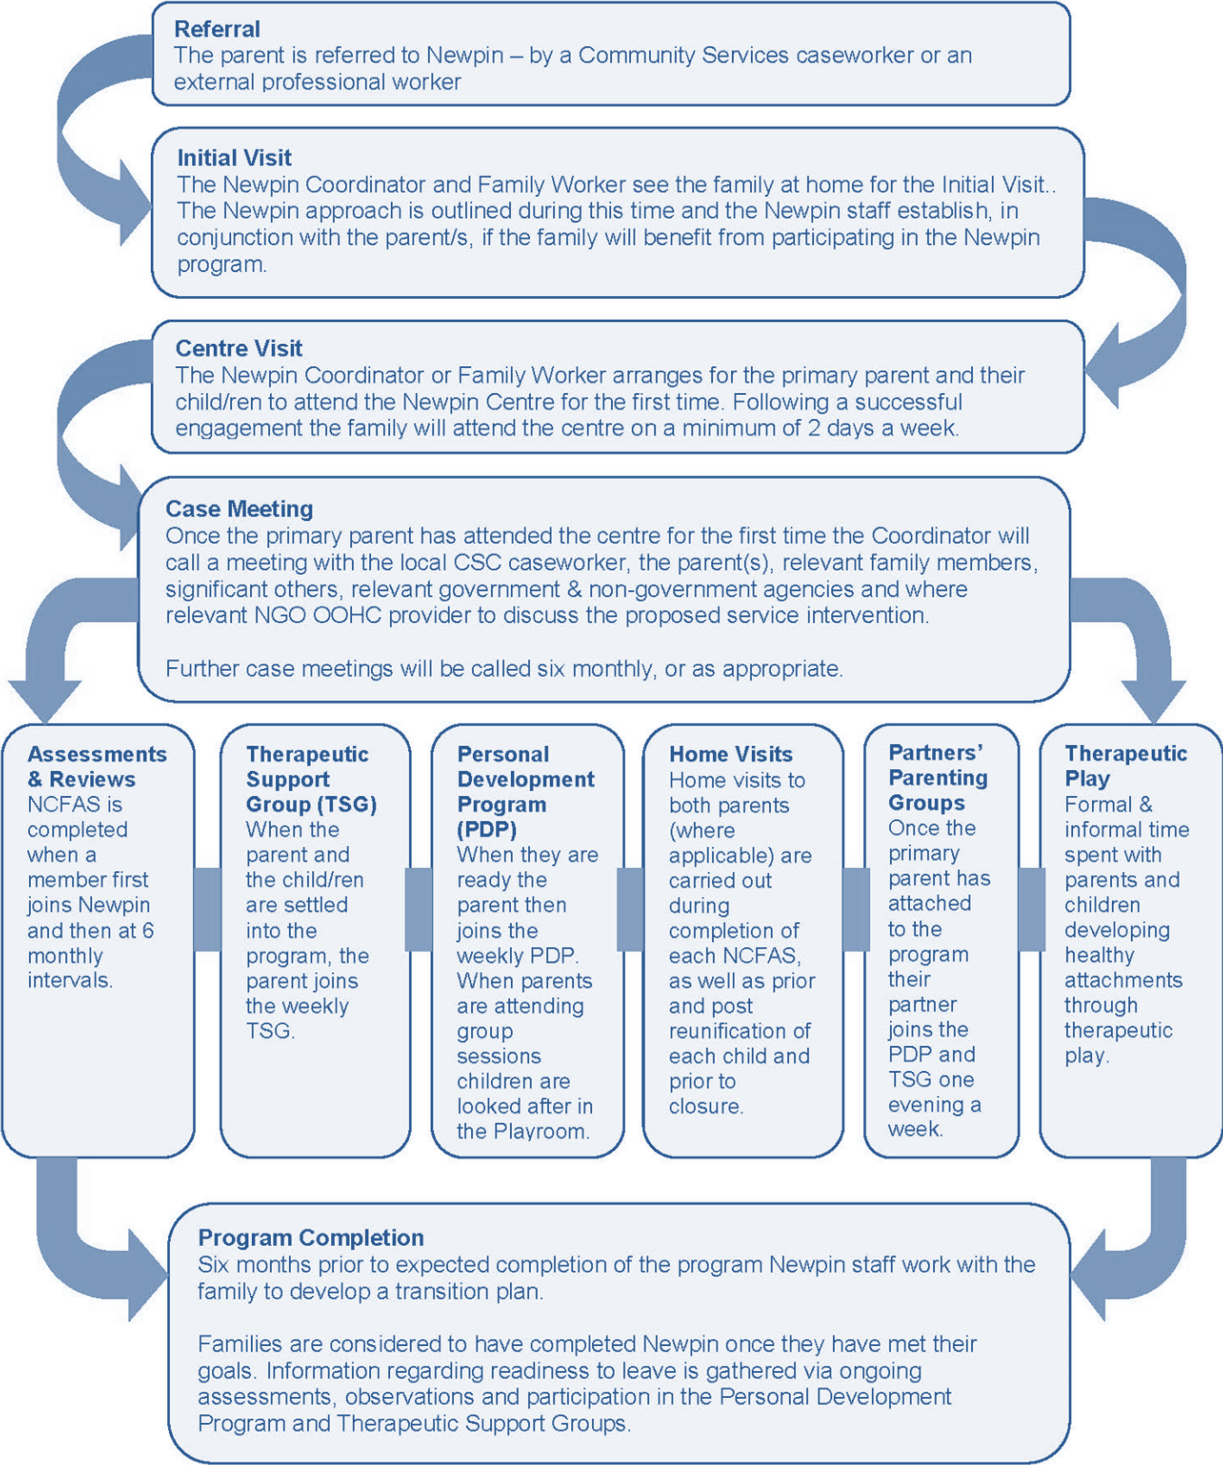 Referral
The parent is referred to Newpin – by a Community Services caseworker or an
external professional worker
Initial Visit
The Newpin Coordinator and Family Worker see the family at home for the Initial Visit..
The Newpin approach is outlined during this time and the Newpin staff establish, in
conjunction with the parent/s, if the family will benefit from participating in the Newpin
program.
Centre Visit
The Newpin Coordinator or Family Worker arranges for the primary parent and their
child/ren to attend the Newpin Centre for the first time. Following a successful
engagement the family will attend the centre on a minimum of 2 days a week.
Case Meeting
Once the primary parent has attended the centre for the first time the Coordinator will
call a meeting with the local CSC caseworker, the parent(s), relevant family members,
significant others, relevant government & non-government agencies and where
relevant NGO OOHC provider to discuss the proposed service intervention.
Further case meetings will be called six monthly, or as appropriate.
Assessments
& Reviews
NCFAS is
completed
when a
member first
joins Newpin
and then at 6
monthly
intervals.
Therapeutic
Support
Group (TSG)
When the
parent and
the child/ren
are settled
into the
program, the
parent joins
the weekly
TSG.
Personal
Development
Program
(PDP)
When they are
ready the
parent then
joins the
weekly PDP.
When parents
are attending
group
sessions
children are
looked after in
the Playroom.
Home Visits
Home visits to
both parents
(where
applicable) are
carried out
during
completion of
each NCFAS,
as well as prior
and post
reunification of
each child and
prior to
closure.
Partners’
Parenting
Groups
Once the
primary
parent has
attached
to the
program
their
partner
joins the
PDP and
TSG one
evening a
week.
Therapeutic
Play
Formal &
informal time
spent with
parents and
children
developing
healthy
attachments
through
therapeutic
play.
Program Completion
Six months prior to expected completion of the program Newpin staff work with the
family to develop a transition plan.
Families are considered to have completed Newpin once they have met their
goals. Information regarding readiness to leave is gathered via ongoing
assessments, observations and participation in the Personal Development
Program and Therapeutic Support Groups.